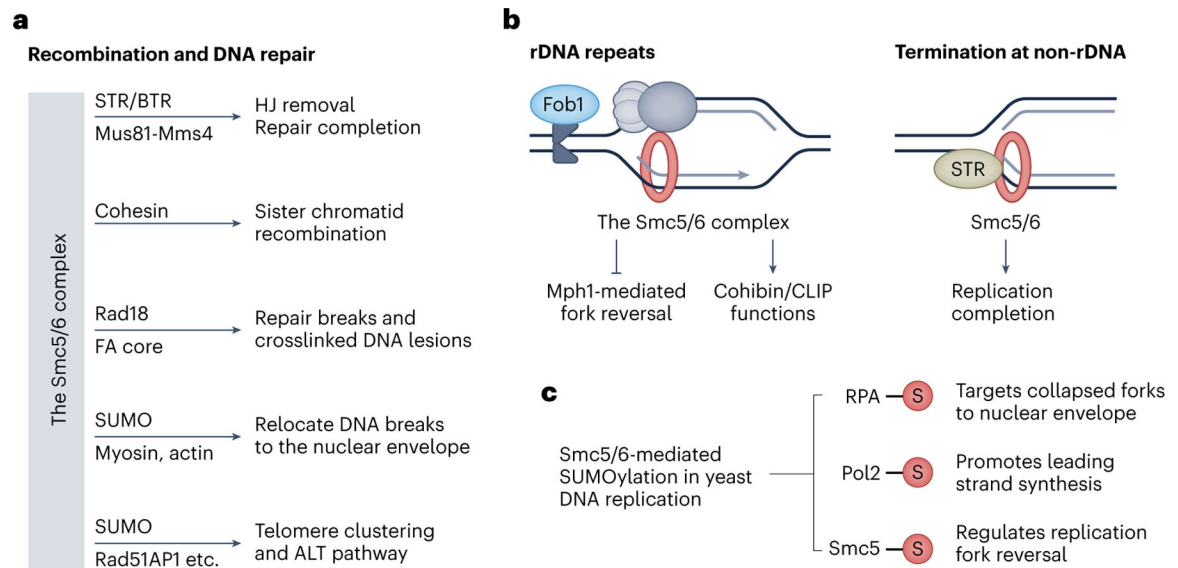 a
Recombination and DNA repair
The Smc5/6 complex
STR/BTR
Mus81-Mms4
HJ removal
Repair completion
Cohesin
Sister chromatid
recombination
Rad18
FA core
Repair breaks and
crosslinked DNA lesions
SUMO
Myosin, actin
Relocate DNA breaks
to the nuclear envelope
SUMO
Rad51AP1 etc.
Telomere clustering
and ALT pathway
b
rDNA repeats
Fob1
The Smc5/6 complex
Mph1-mediated
fork reversal
Cohibin/CLIP
functions
Termination at non-rDNA
STR
Smc5/6
Replication
completion
c
Smc5/6-mediated
SUMOylation in yeast
DNA replication
RPA S
Targets collapsed forks
to nuclear envelope
Pol2 S
Promotes leading
strand synthesis
Smc5 S
Regulates replication
fork reversal